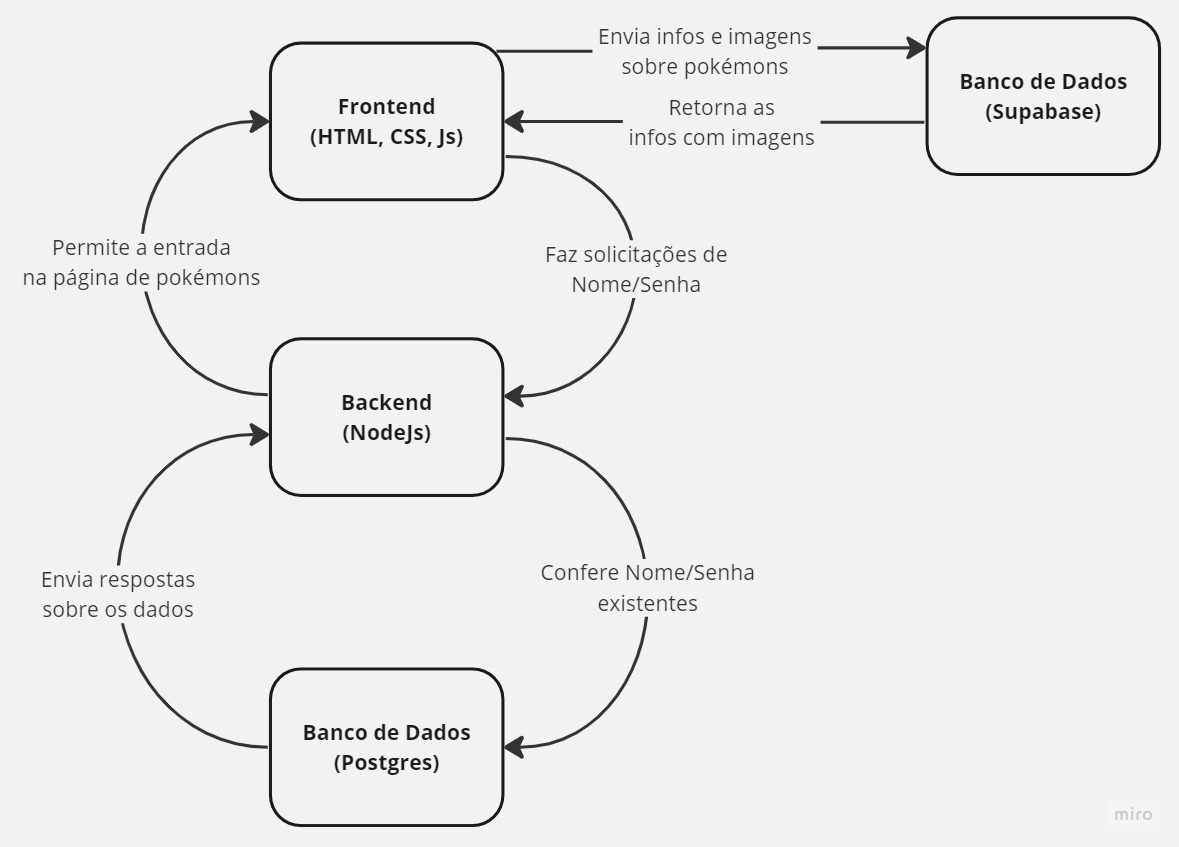 Envia infos e imagens
sobre pokémons
Frontend
(HTML, CSS, Js)
Banco de Dados
(Supabase)
Retorna as
infos com imagens
Permite a entrada
na página de pokémons
Faz solicitações de
Nome/Senha
Backend
(NodeJs)
Envia respostas
sobre os dados
Confere Nome/Senha
existentes
Banco de Dados
(Postgres)
miro